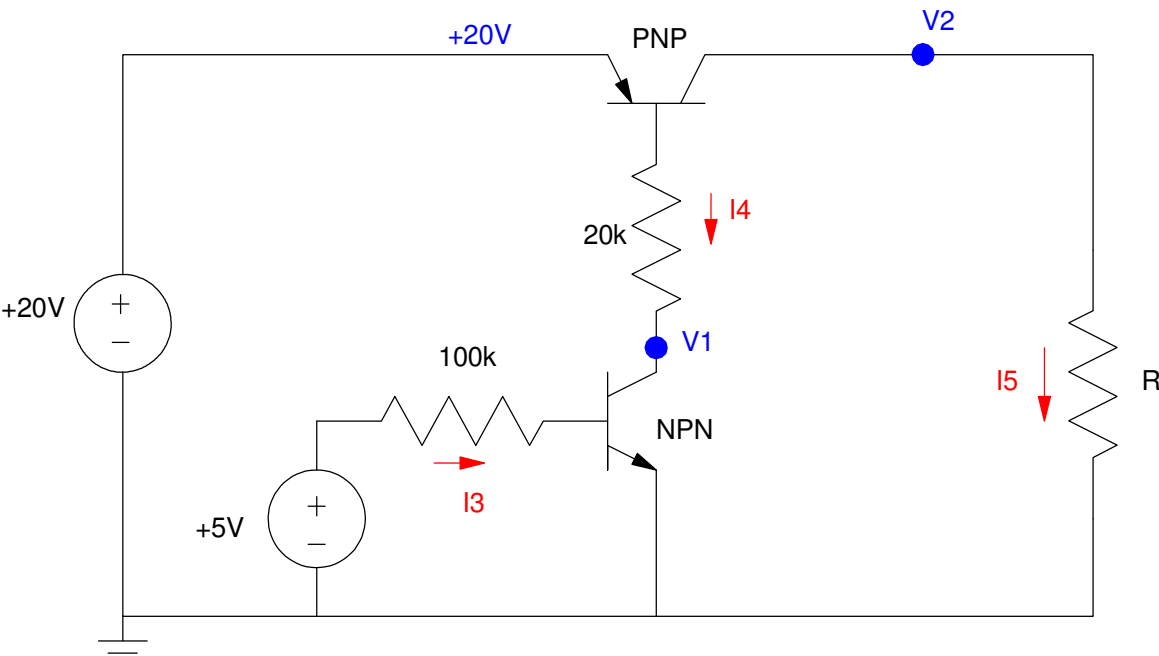 V2
+20V
PNP
I4
20k
+20V
V1
100k
I5
R
NPN
I3
+5V